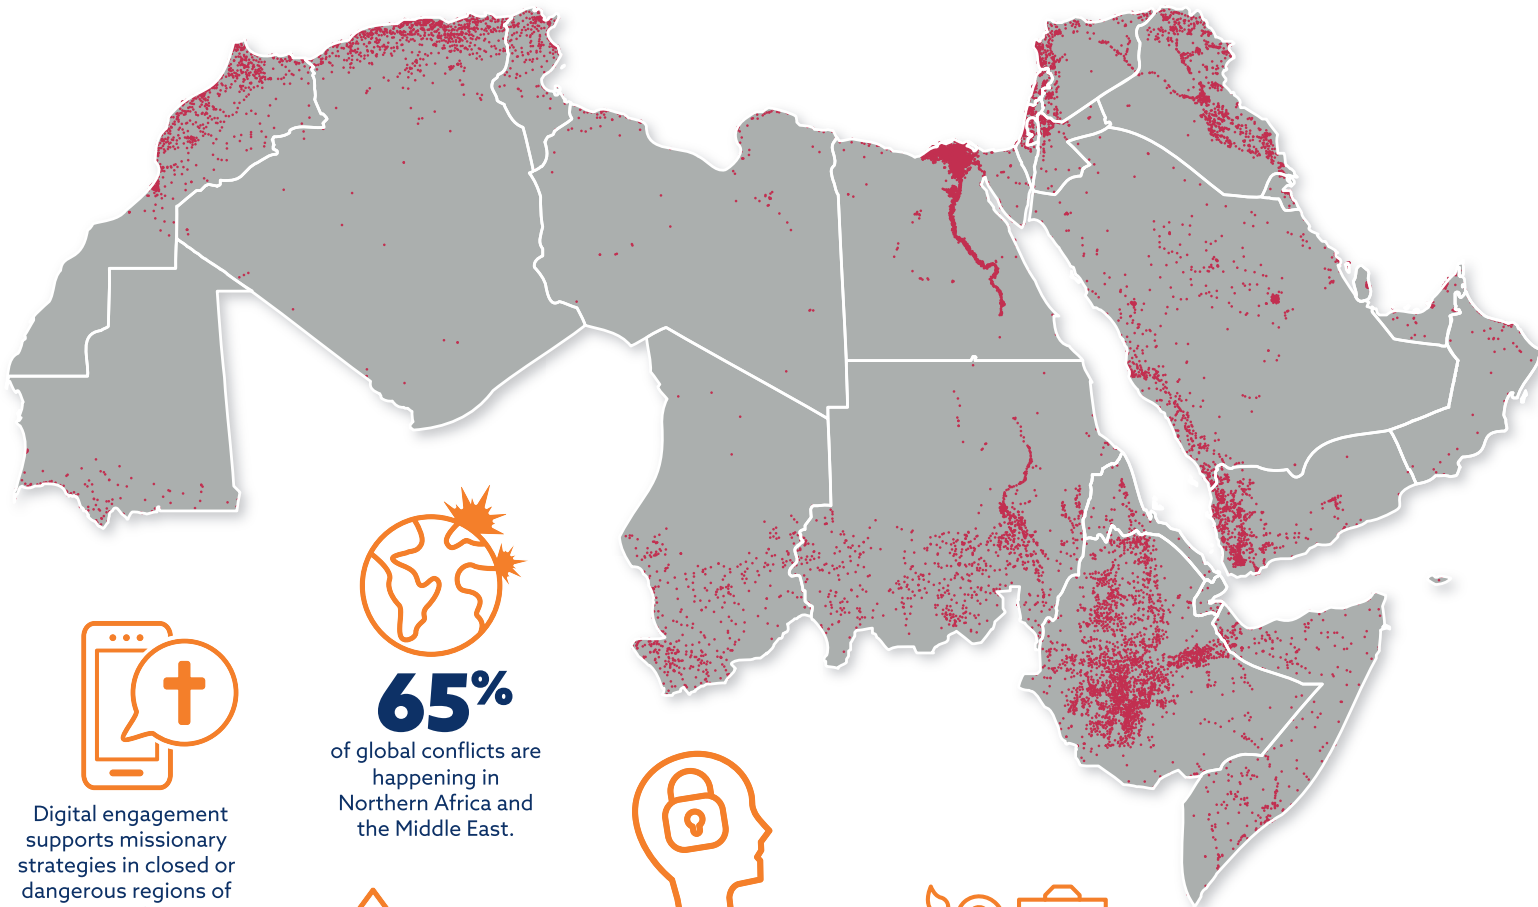 65%
of global conflicts are
happening in
Northern Africa and
the Middle East.
Digital engagement
supports missionary
strategies in closed or
dangerous regions of